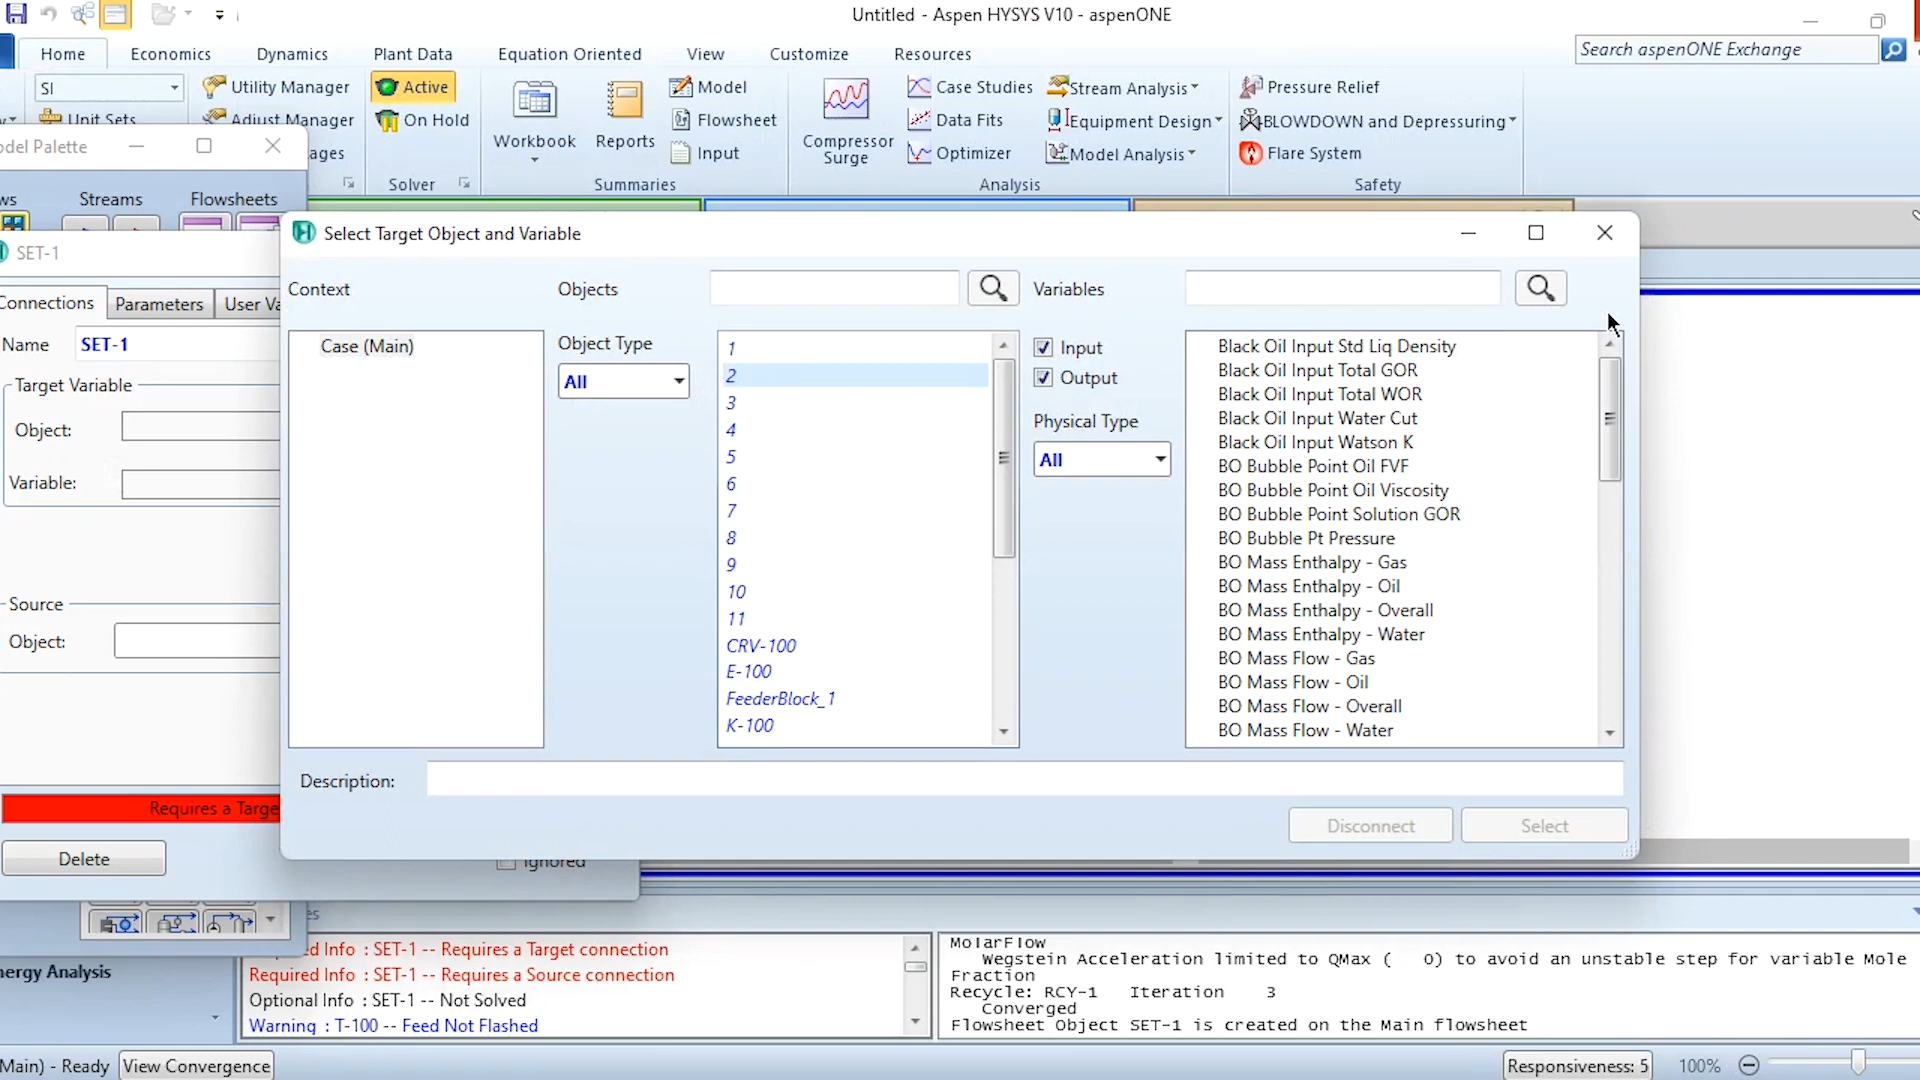 Untitled - Aspen HYSYS V10 - aspenONE
Home Economics Dynamics Plant Data Equation Oriented View Customize Resources
Search aspenONE Exchange
SI
Utility Manager
Active
Model
Case Studies
Stream Analysis
Pressure Relief
Unit Sets
Adjust Manager
On Hold
Workbook
Reports
Flowsheet
Compressor Surge
Data Fits
Equipment Design
BLOWDOWN and Depressuring
Input
Optimizer
Model Analysis
Flare System
Solver
Summaries
Analysis
Safety
Streams
Flowsheets
SET-1
Select Target Object and Variable
Context
Objects
Variables
Connections Parameters
Name SET-1
Target Variable
Object:
Variable:
Source
Object:
Delete
Case (Main)
Object Type
All
1
2
3
4
5
6
7
8
9
10
11
CRV-100
E-100
FeederBlock_1
K-100
Input
Output
Physical Type
All
Black Oil Input Std Liq Density
Black Oil Input Total GOR
Black Oil Input Total WOR
Black Oil Input Water Cut
Black Oil Input Watson K
BO Bubble Point Oil FVF
BO Bubble Point Oil Viscosity
BO Bubble Point Solution GOR
BO Bubble Pt Pressure
BO Mass Enthalpy - Gas
BO Mass Enthalpy - Oil
BO Mass Enthalpy - Overall
BO Mass Enthalpy - Water
BO Mass Flow - Gas
BO Mass Flow - Oil
BO Mass Flow - Overall
BO Mass Flow - Water
Description:
Disconnect Select
Requires a
Ignored
Info : SET-1 -- Requires a Target connection
Required Info : SET-1 -- Requires a Source connection
Optional Info : SET-1 -- Not Solved
Warning : T-100 -- Feed Not Flashed
MolarFlow
Wegstein Acceleration limited to QMax ( 0) to avoid an unstable step for variable Mole
Fraction
Recycle: RCY-1 Iteration 3
Converged
Flowsheet Object SET-1 is created on the Main flowsheet
Analysis
Main) - Ready View Convergence
Responsiveness: 5 100%